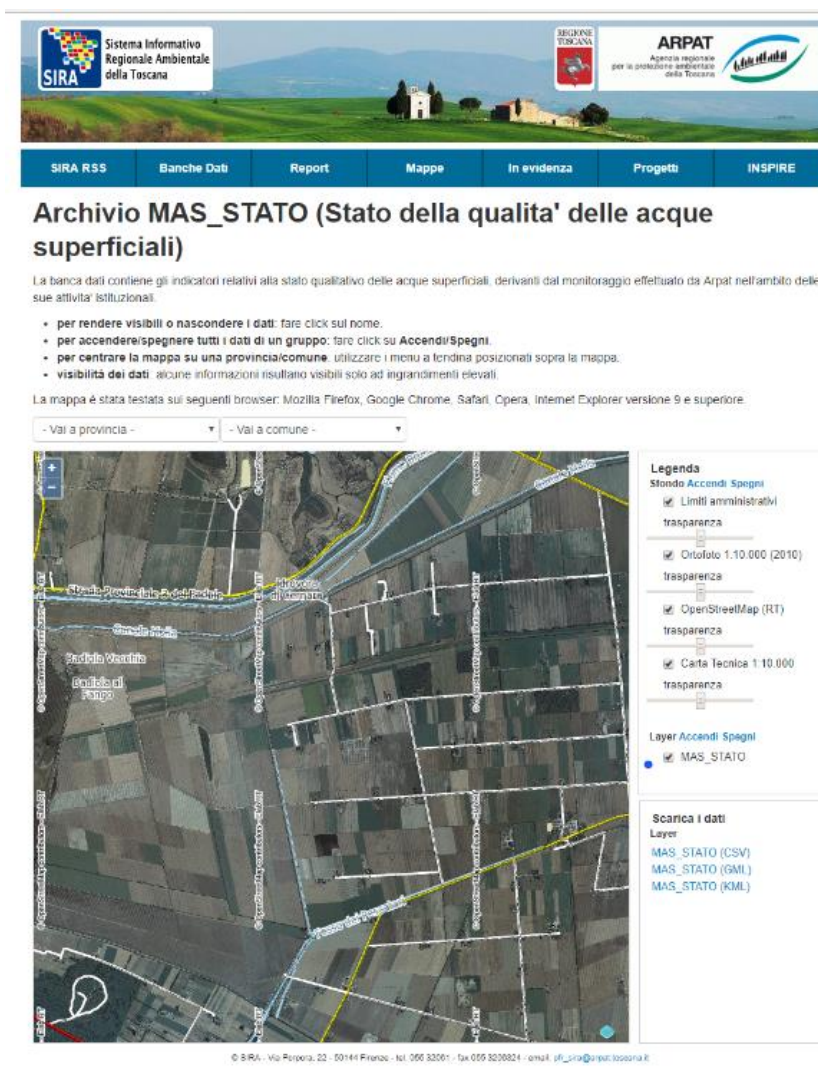 SIRA
Sistema Informativo
Regionale Ambientale
della Toscana
REGIONE
TOSCANA
ARPAT
Agenzia regionale
per la protezione ambientale
della Toscana
SIRA RSS Banche Dati Report Mappe In evidenza Progetti INSPIRE
Archivio MAS_STATO (Stato della qualita' delle acque
superficiali)
La banca dati contiene gli indicatori relativi alla stato qualitativo delle acque superficiali, derivanti dal monitoraggio effettuato da Arpat nell'ambito delle
sue attivita' istituzionali.
per rendere visibili o nascondere i dati: fare click sul nome.
per accendere/spegnere tutti i dati di un gruppo: fare click su Accendi/Spegni.
per centrare la mappa su una provincia/comune: utilizzare i menu a tendina posizionati sopra la mappa.
visibilità dei dati: alcune informazioni risultano visibili solo ad ingrandimenti elevati.
La mappa è stata testata sui seguenti browser: Mozilla Firefox, Google Chrome, Safari, Opera, Internet Explorer versione 9 e superiore.
- Vai a provincia - - Vai a comune -
+
−
Strada Provinciale 3 del Padule
Badiola Vecchia
Badiola al
Fango
Legenda
Sfondo Accendi Spegni
Limiti amministrativi
trasparenza
Ortofoto 1:10.000 (2010)
trasparenza
OpenStreetMap (RT)
trasparenza
Carta Tecnica 1:10.000
trasparenza
Layer Accendi Spegni
MAS_STATO
Scarica i dati
Layer
MAS_STATO (CSV)
MAS_STATO (GML)
MAS_STATO (KML)
© SIRA - Via Porpora, 22 - 50144 Firenze - tel. 055 32061 - fax 055 3206324 - email: pfr_sira@arpat.toscana.it